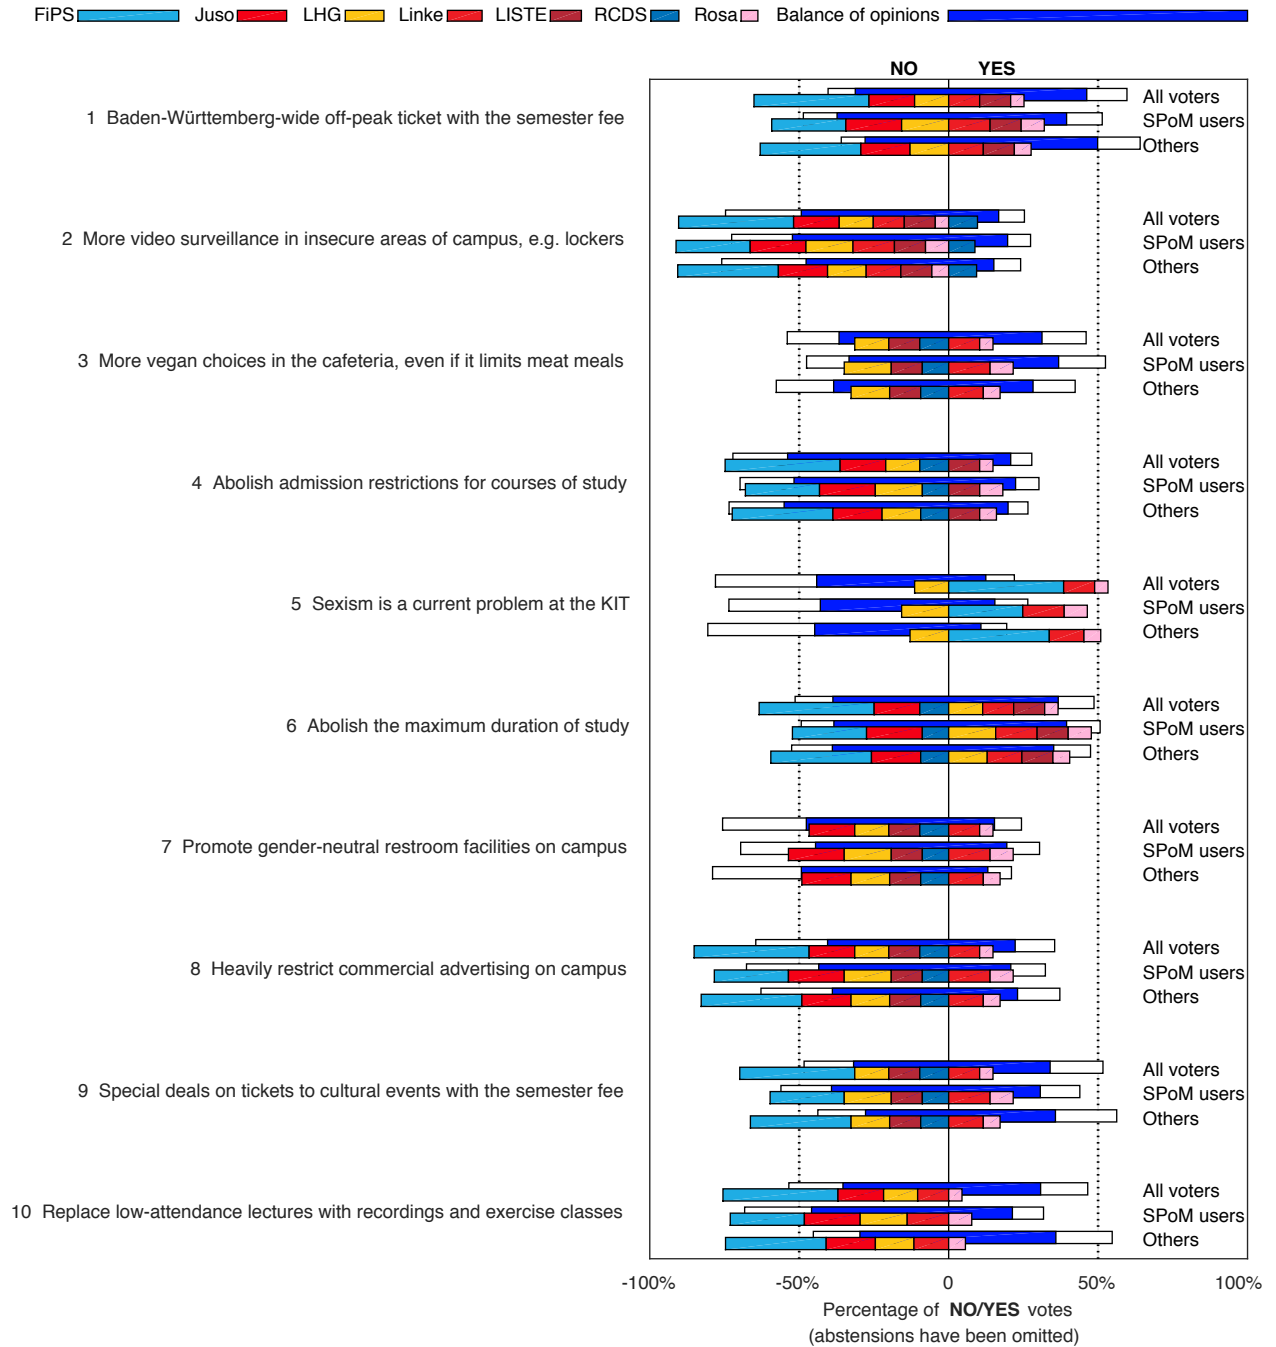 FiPS Juso LHG Linke LISTE RCDS Rosa Balance of opinions
NO YES
1 Baden-Württemberg-wide off-peak ticket with the semester fee
All voters
SPoM users
Others
2 More video surveillance in insecure areas of campus, e.g. lockers
All voters
SPoM users
Others
3 More vegan choices in the cafeteria, even if it limits meat meals
All voters
SPoM users
Others
4 Abolish admission restrictions for courses of study
All voters
SPoM users
Others
5 Sexism is a current problem at the KIT
All voters
SPoM users
Others
6 Abolish the maximum duration of study
All voters
SPoM users
Others
7 Promote gender-neutral restroom facilities on campus
All voters
SPoM users
Others
8 Heavily restrict commercial advertising on campus
All voters
SPoM users
Others
9 Special deals on tickets to cultural events with the semester fee
All voters
SPoM users
Others
10 Replace low-attendance lectures with recordings and exercise classes
All voters
SPoM users
Others
-100% -50% 0 50% 100%
Percentage of NO/YES votes
(abstensions have been omitted)